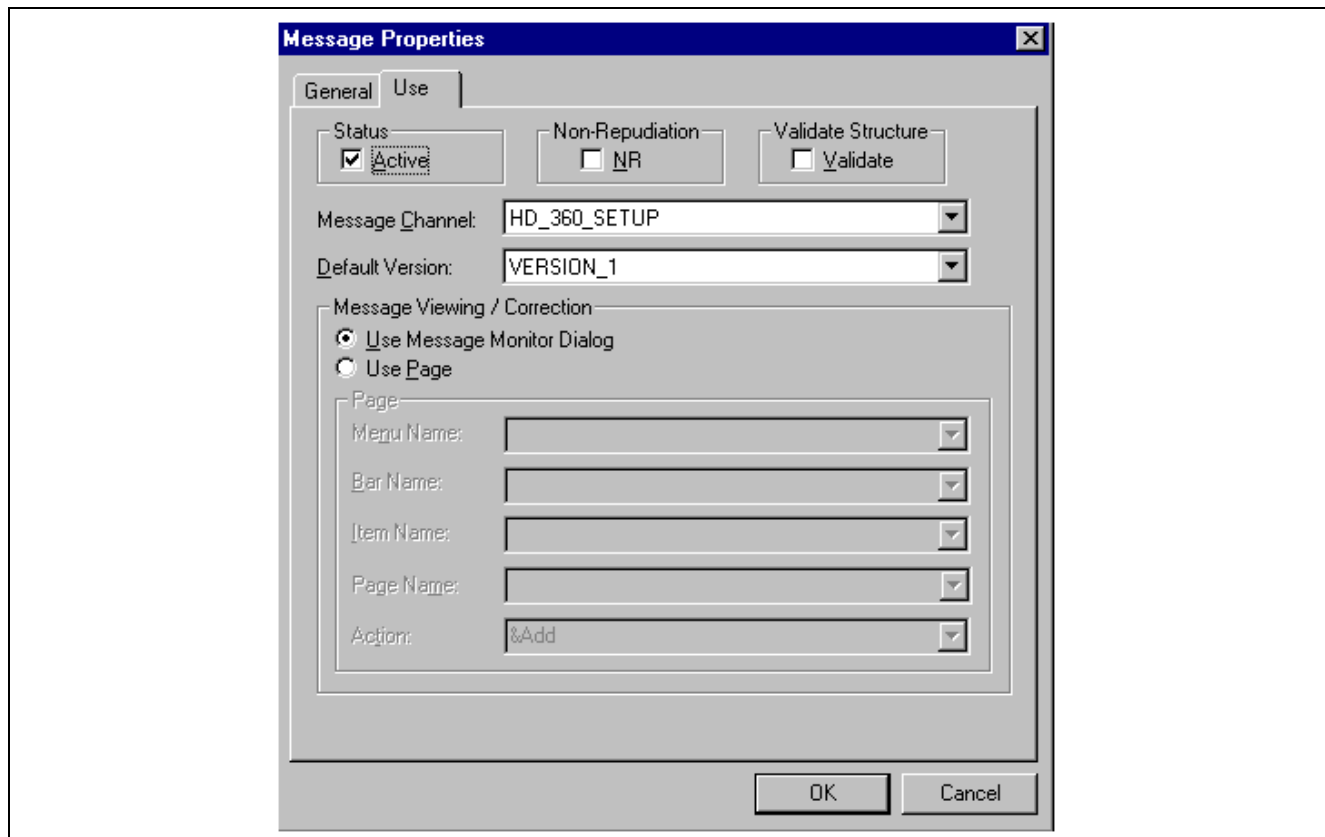 Message Properties
General Use
Status Non-Repudiation Validate Structure
Active NR Validate
Message Channel: HD_360_SETUP
Default Version: VERSION_1
Message Viewing / Correction
Use Message Monitor Dialog
Use Page
Page
Menu Name:
Bar Name:
Item Name:
Page Name:
Action: &Add
OK Cancel